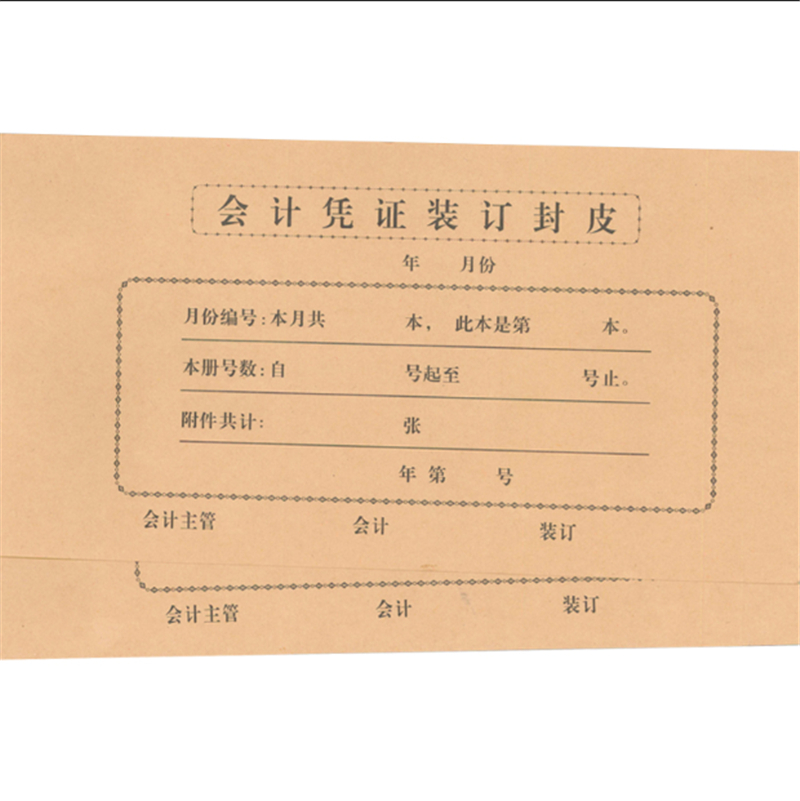 会计凭证装订封皮
年 月份
月份编号:本月共 本， 此本是第 本。
本册号数:自 号起至 号止。
附件共计: 张
年 第 号
会计主管 会计 装订
会计主管 会计 装订